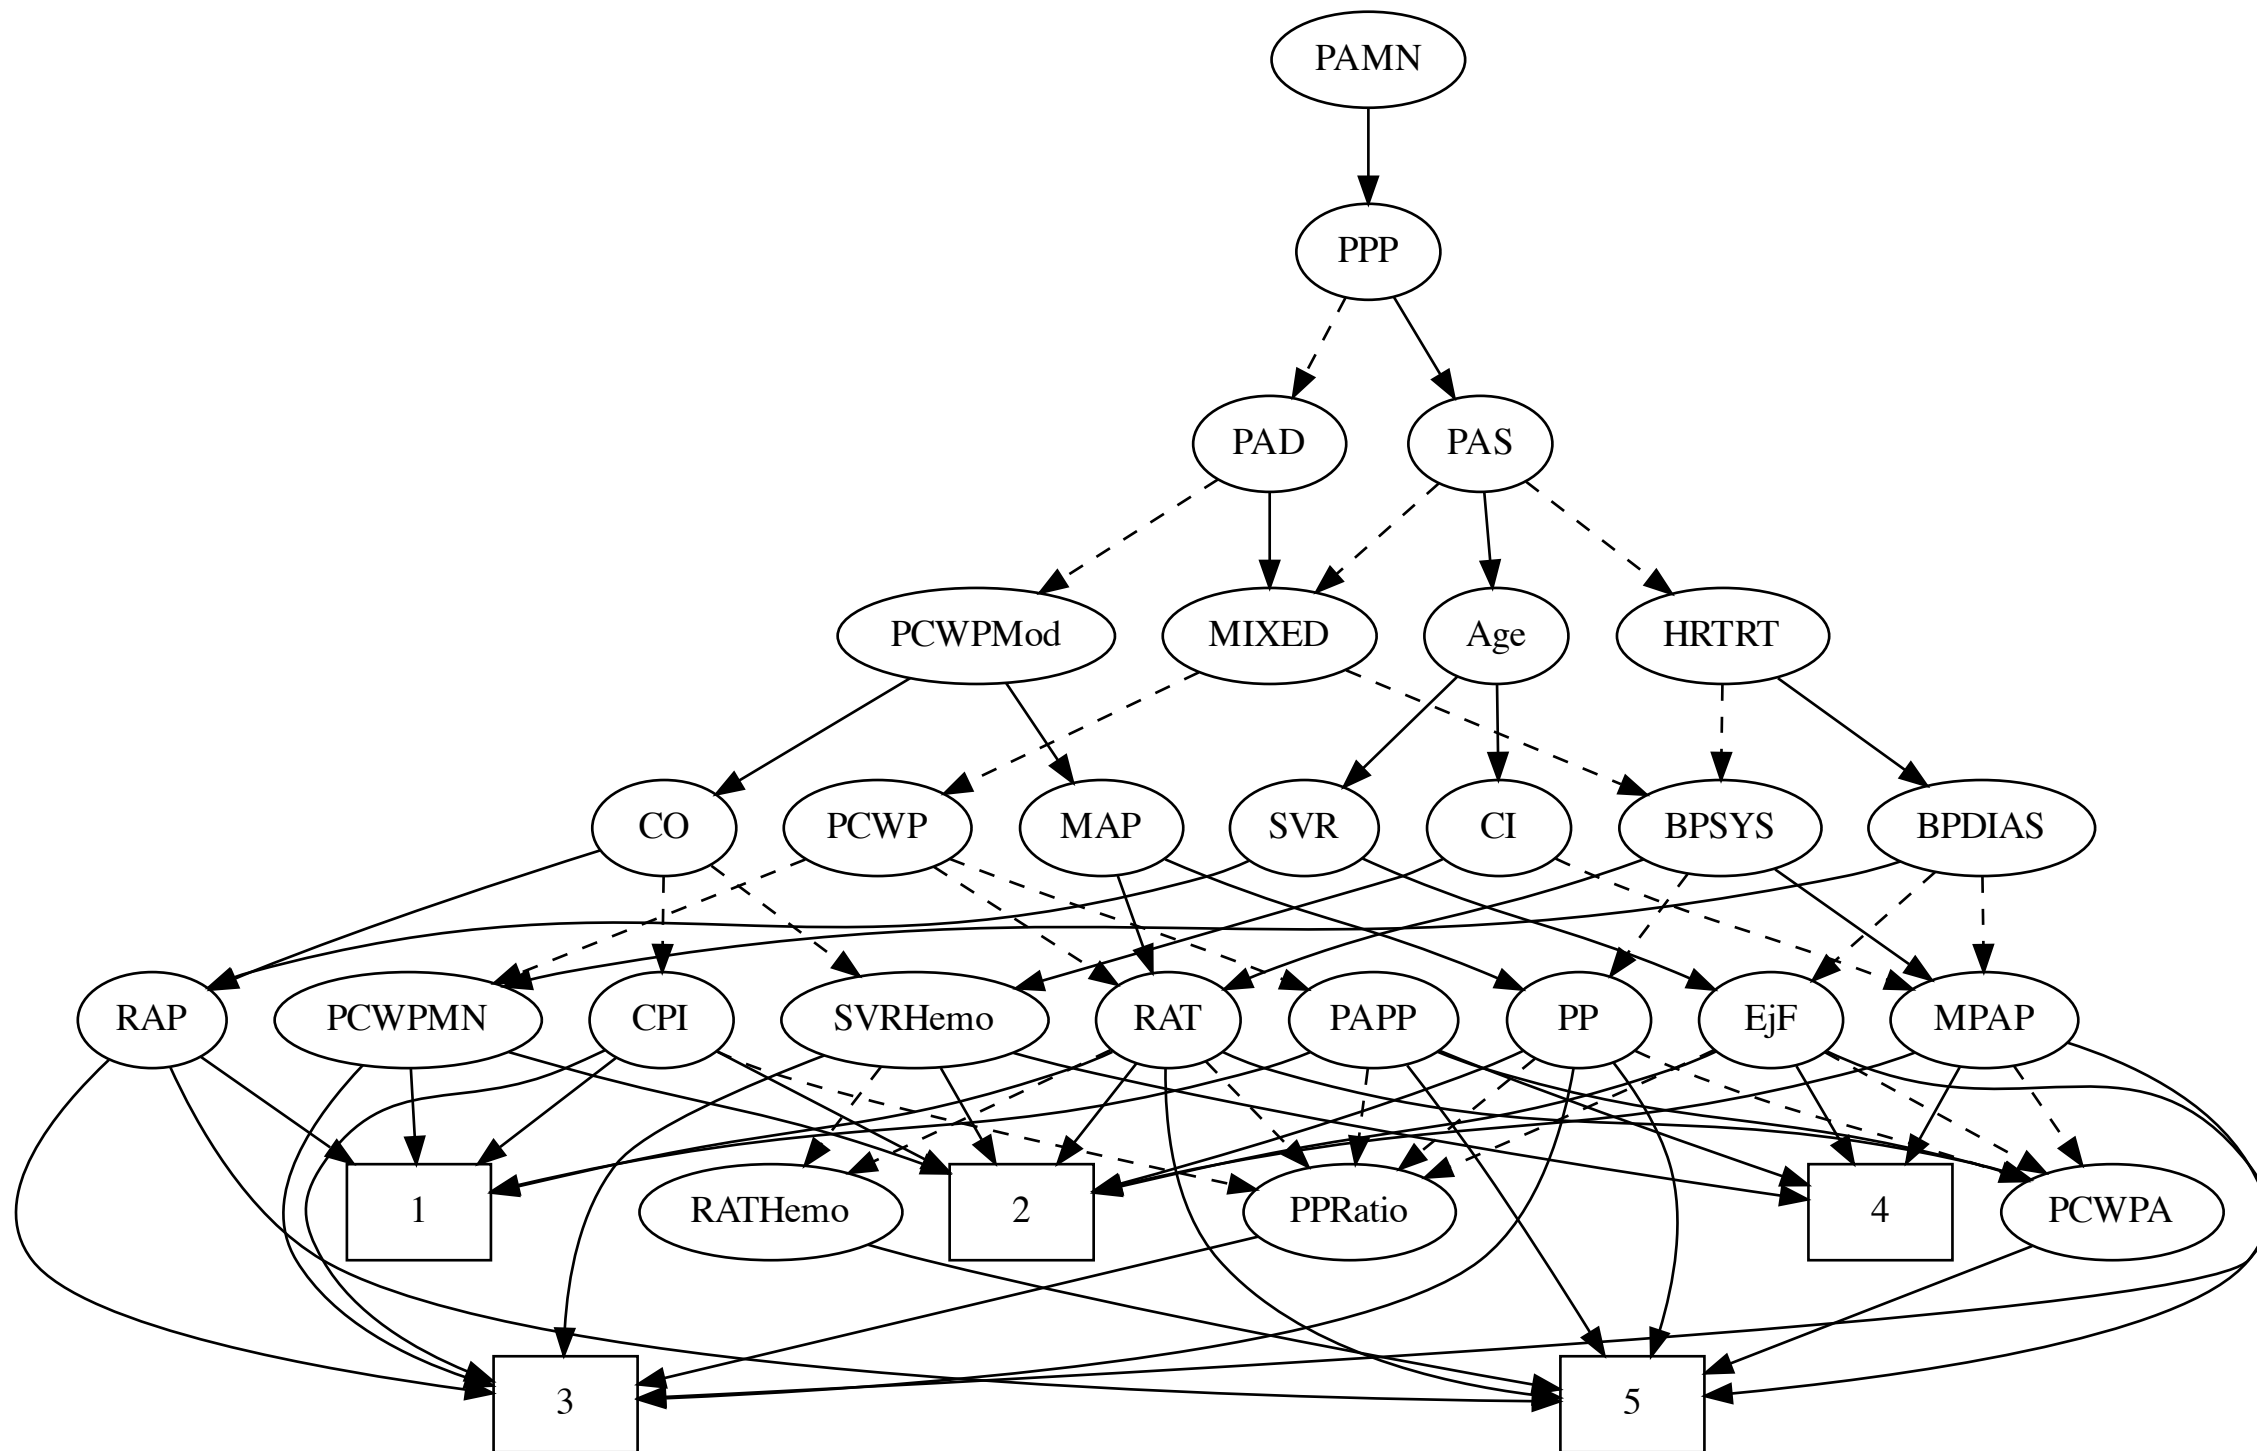 PAMN
PPP
PAD
PAS
PCWPMod
MIXED
Age
HRTRT
CO
PCWP
MAP
SVR
CI
BPSYS
BPDIAS
RAP
PCWPMN
CPI
SVRHemo
RAT
PAPP
PP
EjF
MPAP
1
RATHemo
2
PPRatio
4
PCWPA
3
5